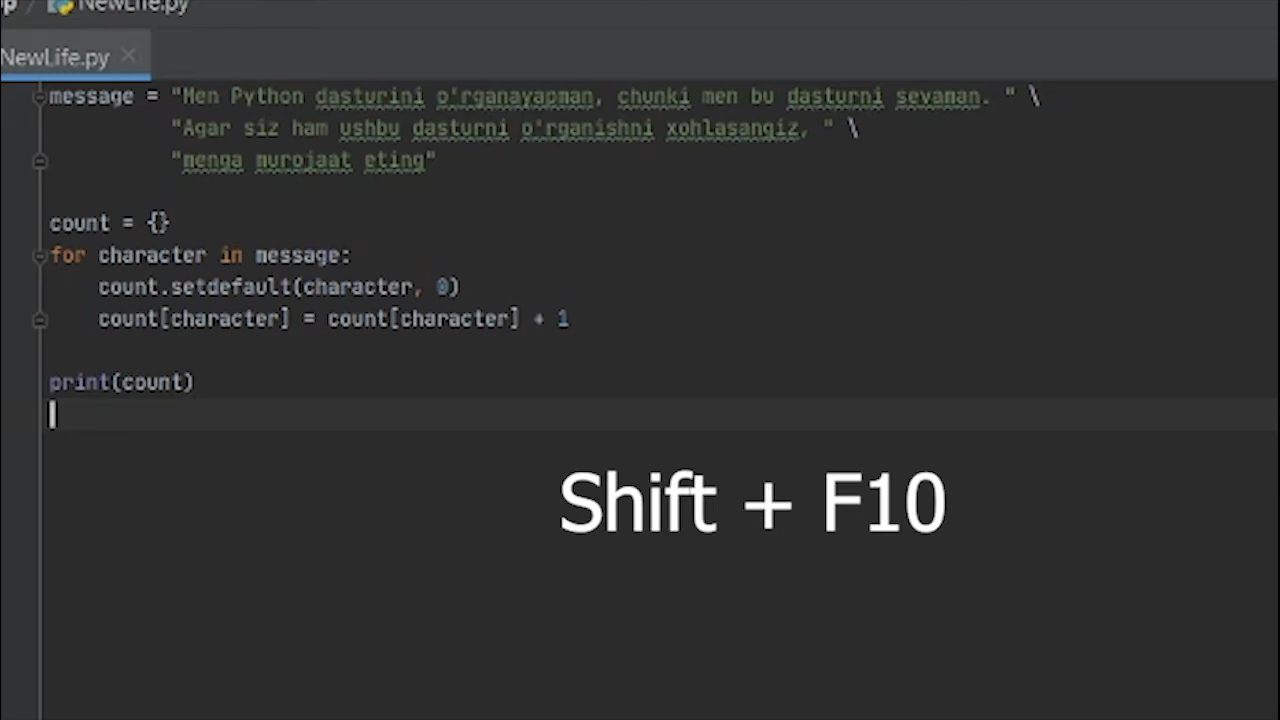 NewLife.py
NewLife.py
message = "Men Python dasturini o'rganayapman, chunki men bu dasturni sevaman. " \
"Agar siz ham ushbu dasturni o'rganishni xohlasangiz, " \
"menga murojaat eting"
count = {}
for character in message:
count.setdefault(character, 0)
count[character] = count[character] + 1
print(count)
Shift + F10